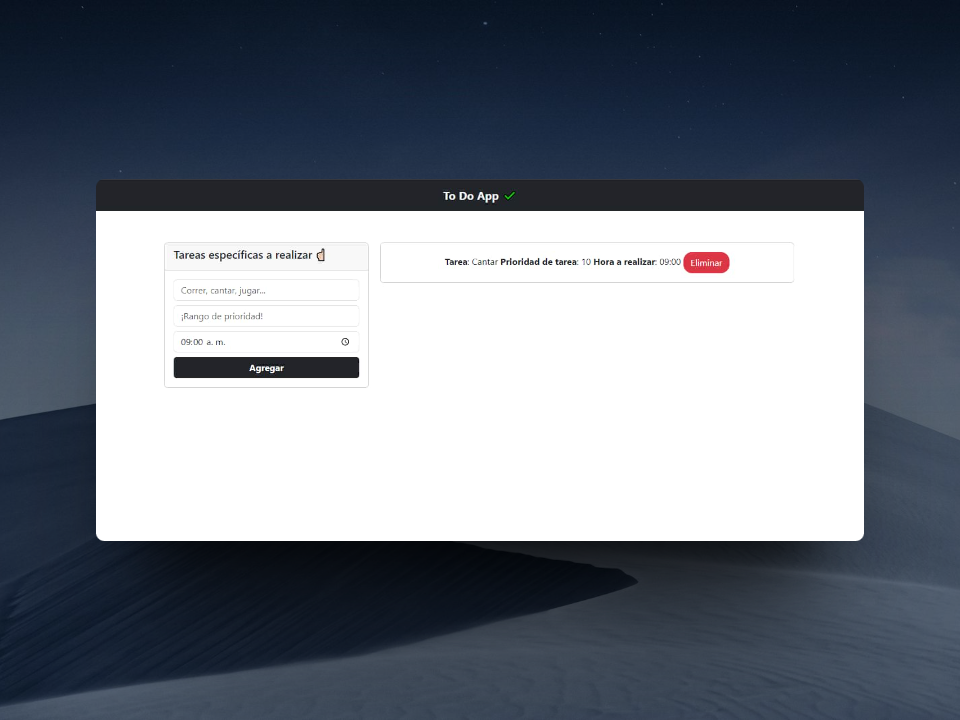 To Do App ✓
Tareas específicas a realizar ☝
Correr, cantar, jugar...
¡Rango de prioridad!
09:00 a. m.
Agregar
Tarea: Cantar Prioridad de tarea: 10 Hora a realizar: 09:00 Eliminar